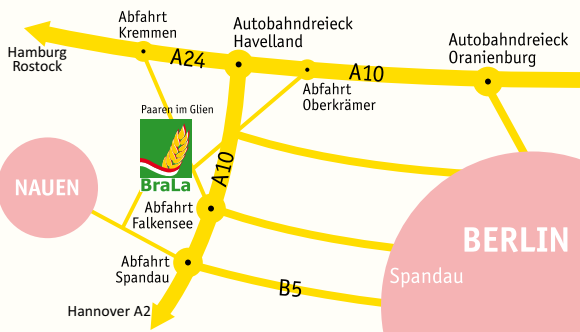 Abfahrt
Kremmen
Autobahndreieck
Havelland
Autobahndreieck
Oranienburg
Hamburg
Rostock
A24
A10
Abfahrt
Oberkrämer
Paaren im Glien
BraLa
A10
NAUEN
Abfahrt
Falkensee
BERLIN
Abfahrt
Spandau
Spandau
B5
Hannover A2